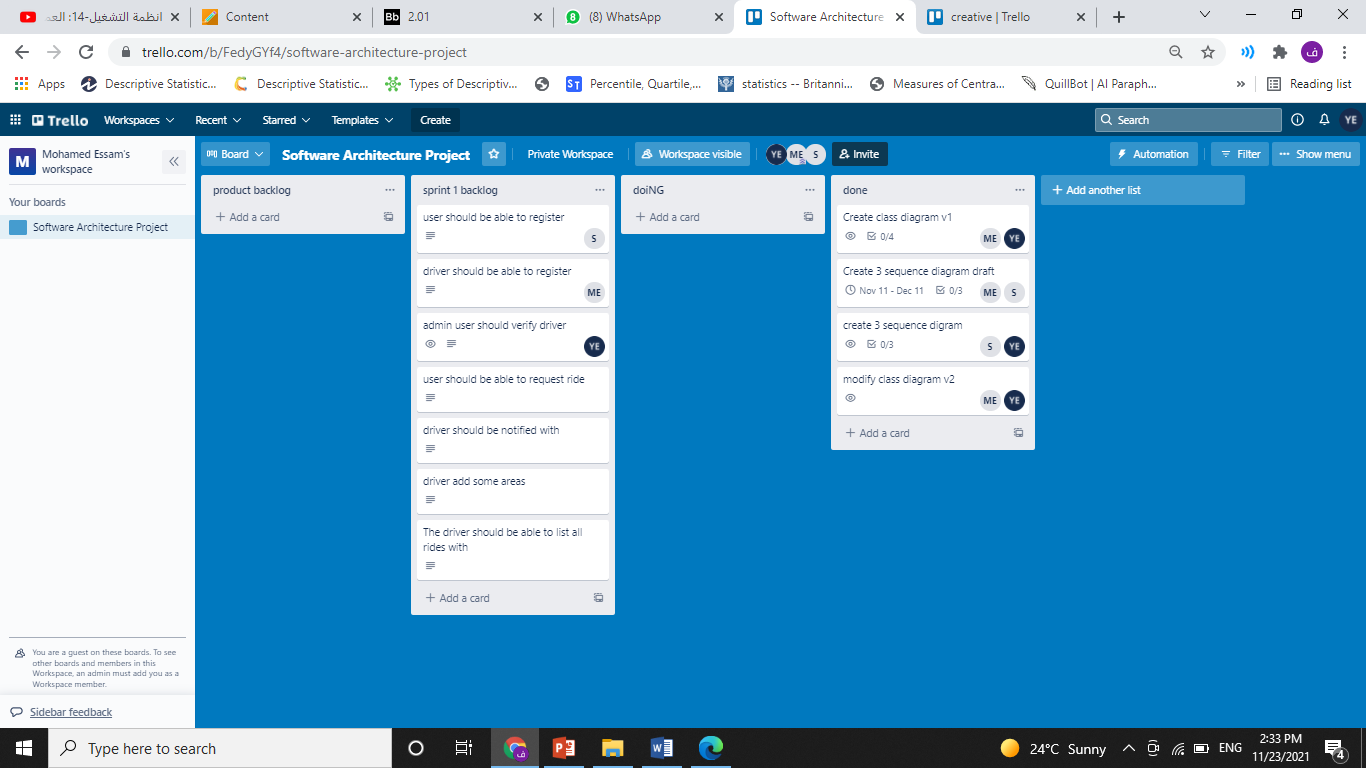 انظمة التشغيل-14: الع
Content
2.01
(8) WhatsApp
Software Architecture
creative | Trello
trello.com/b/FedyGYf4/software-architecture-project
ف
Apps
Descriptive Statistic...
Descriptive Statistic...
Types of Descriptiv...
Percentile, Quartile,...
statistics -- Britanni...
Measures of Centra...
QuillBot | AI Paraph...
»
Reading list
Trello
Workspaces
Recent
Starred
Templates
Create
Search
YE
M
Mohamed Essam's
workspace
Your boards
Software Architecture Project
Board
Software Architecture Project
Private Workspace
Workspace visible
YE
ME
S
Invite
Automation
Filter
Show menu
product backlog
Add a card
sprint 1 backlog
user should be able to register
S
driver should be able to register
ME
admin user should verify driver
YE
user should be able to request ride
driver should be notified with
driver add some areas
The driver should be able to list all
rides with
Add a card
doiNG
Add a card
done
Create class diagram v1
0/4
ME
YE
Create 3 sequence diagram draft
Nov 11 - Dec 11
0/3
ME
S
create 3 sequence digram
0/3
S
YE
modify class diagram v2
ME
YE
Add a card
Add another list
You are a guest on these boards. To see
other boards and members in this
Workspace, an admin must add you as a
Workspace member.
Sidebar feedback
Type here to search
24°C Sunny
ENG
2:33 PM
11/23/2021
4